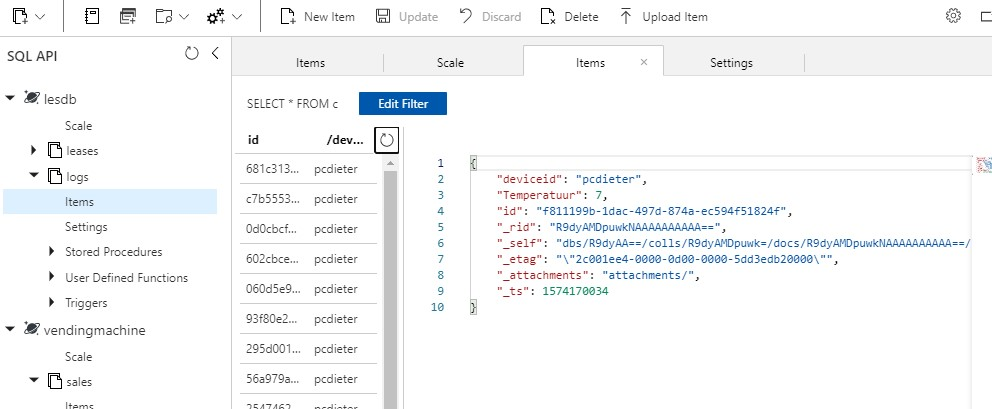 New Item
Update
Discard
Delete
Upload Item
SQL API
lesdb
Scale
leases
logs
Items
Settings
Stored Procedures
User Defined Functions
Triggers
vendingmachine
Scale
sales
Items
Items
Scale
Items ×
Settings
SELECT * FROM c
Edit Filter
id /dev...
681c313... pcdieter
c7b5553... pcdieter
0d0cbcf... pcdieter
602cbce... pcdieter
060d5e9... pcdieter
93f80e2... pcdieter
295d001... pcdieter
56a979a... pcdieter
2547462... pcdieter
1 {
2 "deviceid": "pcdieter",
3 "Temperatuur": 7,
4 "id": "f811199b-1dac-497d-874a-ec594f51824f",
5 "_rid": "R9dyAMDpuwkNAAAAAAAAAA==",
6 "_self": "dbs/R9dyAA==/colls/R9dyAMDpuwk=/docs/R9dyAMDpuwkNAAAAAAAAAA==/
7 "_etag": "\"2c001ee4-0000-0d00-0000-5dd3edb20000\"",
8 "_attachments": "attachments/",
9 "_ts": 1574170034
10 }